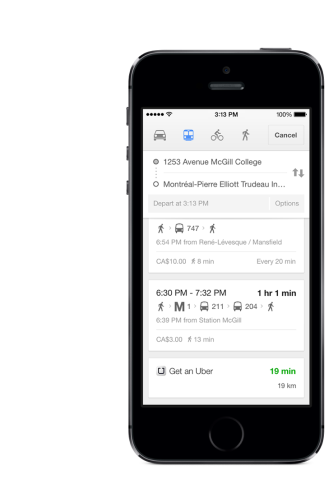 3:13 PM 100%
Cancel
1253 Avenue McGill College
Montréal-Pierre Elliott Trudeau In…
Depart at 3:13 PM Options
747
6:54 PM from René-Lévesque / Mansfield
CA$10.00 8 min Every 20 min
6:30 PM - 7:32 PM 1 hr 1 min
M 1 211 204
6:39 PM from Station McGill
CA$3.00 13 min
Get an Uber 19 min
19 km